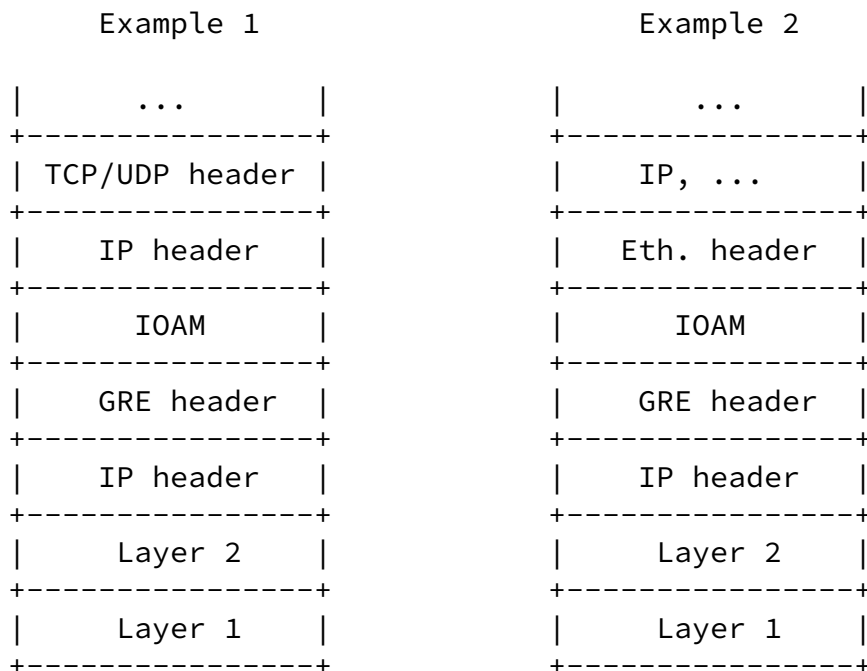 Example 1 Example 2
| ... | | ... |
+----------------+ +----------------+
| TCP/UDP header | | IP, ... |
+----------------+ +----------------+
| IP header | | Eth. header |
+----------------+ +----------------+
| IOAM | | IOAM |
+----------------+ +----------------+
| GRE header | | GRE header |
+----------------+ +----------------+
| IP header | | IP header |
+----------------+ +----------------+
| Layer 2 | | Layer 2 |
+----------------+ +----------------+
| Layer 1 | | Layer 1 |
+----------------+ +----------------+